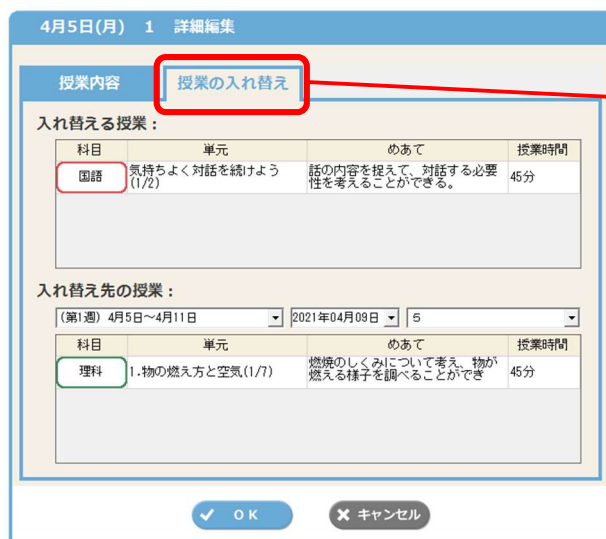 4月5日(月) 1 詳細編集
授業内容 授業の入れ替え
入れ替える授業：
科目 単元 めあて 授業時間
国語 気持ちよく対話を続けよう(1/2) 話の内容を捉えて、対話する必要性を考えることができる。 45分
入れ替え先の授業：
(第1週) 4月5日～4月11日 2021年04月09日 5
科目 単元 めあて 授業時間
理科 1.物の燃え方と空気(1/7) 燃焼のしくみについて考え、物が燃える様子を調べることができ 45分
OK キャンセル